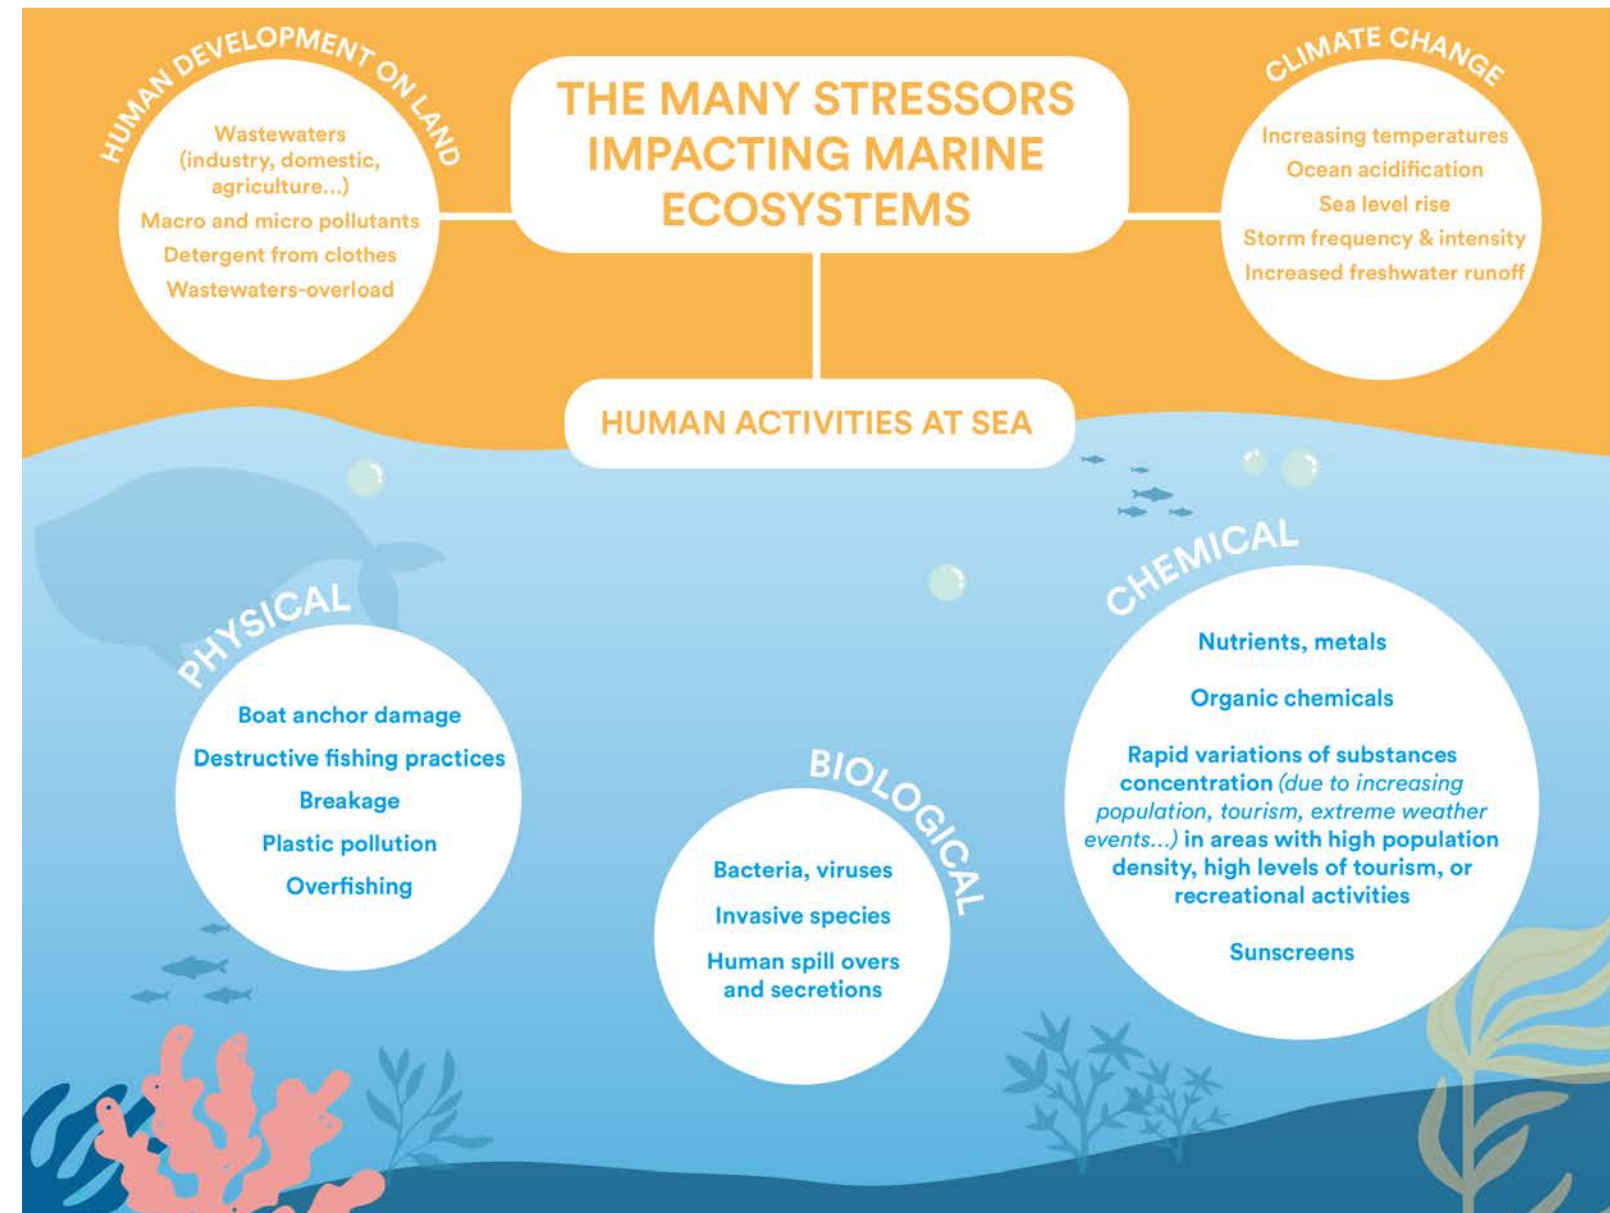 HUMAN DEVELOPMENT ON LAND
Wastewaters
(industry, domestic,
agriculture...)
Macro and micro pollutants
Detergent from clothes
Wastewaters-overload
THE MANY STRESSORS
IMPACTING MARINE
ECOSYSTEMS
CLIMATE CHANGE
Increasing temperatures
Ocean acidification
Sea level rise
Storm frequency & intensity
Increased freshwater runoff
HUMAN ACTIVITIES AT SEA
PHYSICAL
Boat anchor damage
Destructive fishing practices
Breakage
Plastic pollution
Overfishing
BIOLOGICAL
Bacteria, viruses
Invasive species
Human spill overs
and secretions
CHEMICAL
Nutrients, metals
Organic chemicals
Rapid variations of substances
concentration (due to increasing
population, tourism, extreme weather
events...) in areas with high population
density, high levels of tourism, or
recreational activities
Sunscreens